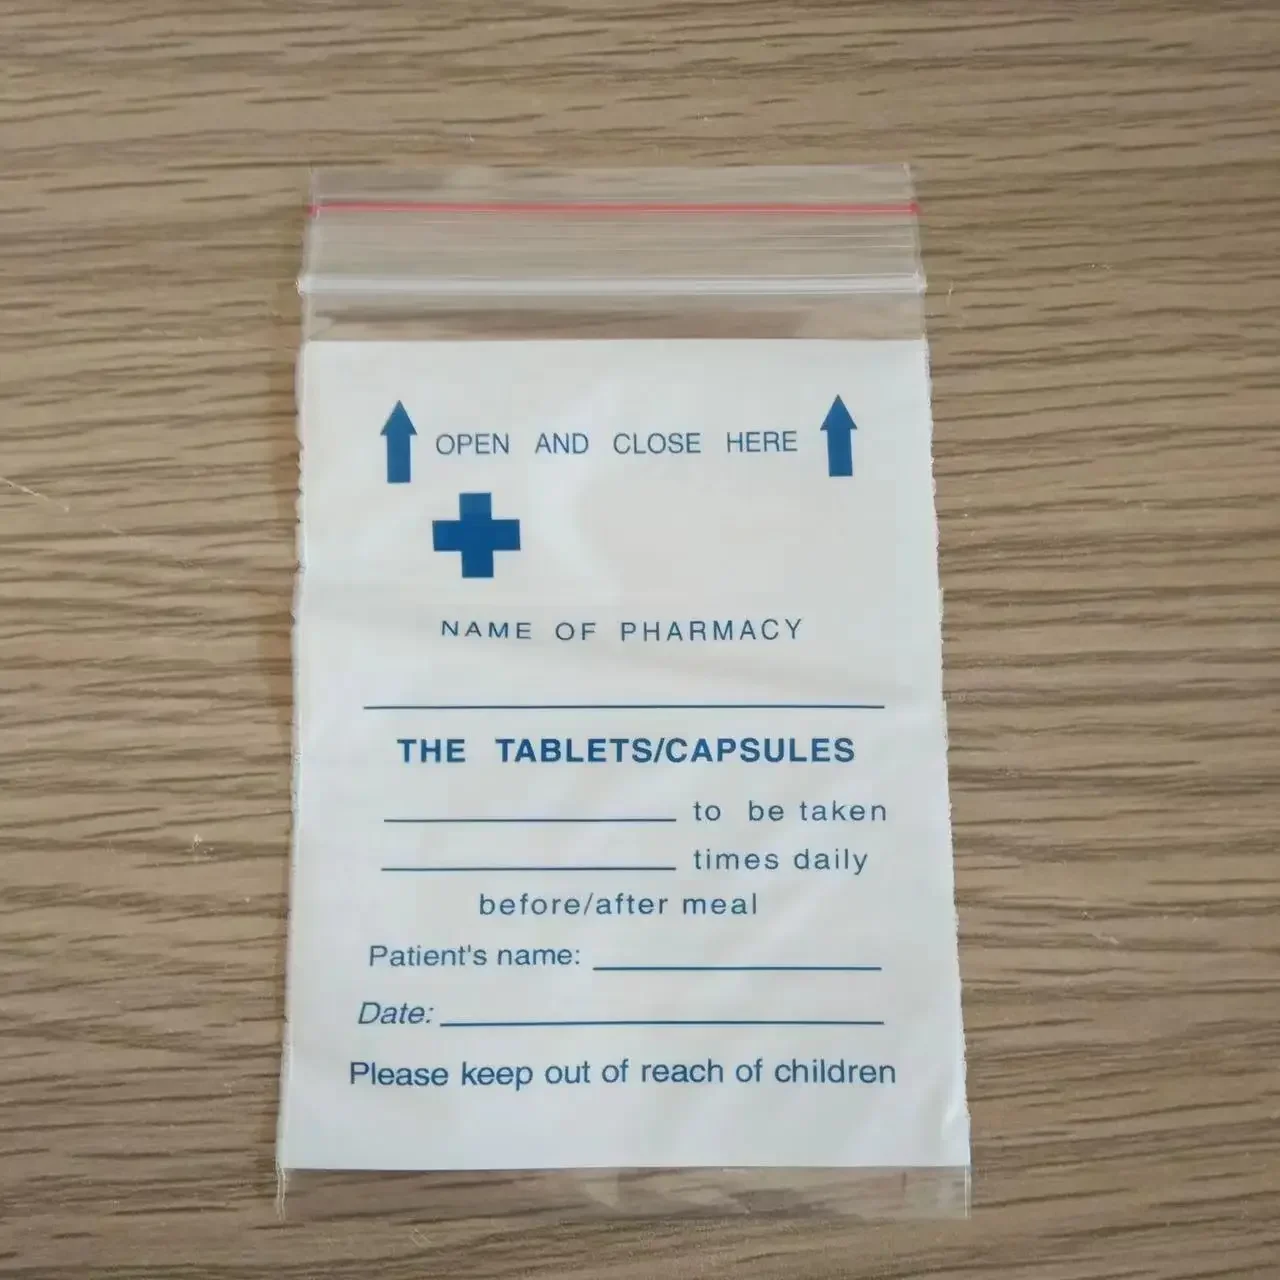 OPEN AND CLOSE HERE
NAME OF PHARMACY
THE TABLETS/CAPSULES
to be taken
times daily
before/after meal
Patient's name:
Date:
Please keep out of reach of children